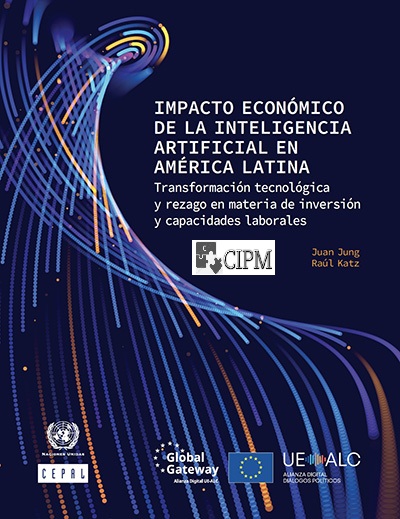 IMPACTO ECONÓMICO
DE LA INTELIGENCIA
ARTIFICIAL EN
AMÉRICA LATINA
Transformación tecnológica
y rezago en materia de inversión
y capacidades laborales
CIPM
Juan Jung
Raúl Katz
NACIONES UNIDAS
CEPAL
Global
Gateway
Alianza Digital UE-ALC
UE ALC
ALIANZA DIGITAL
DIÁLOGOS POLÍTICOS